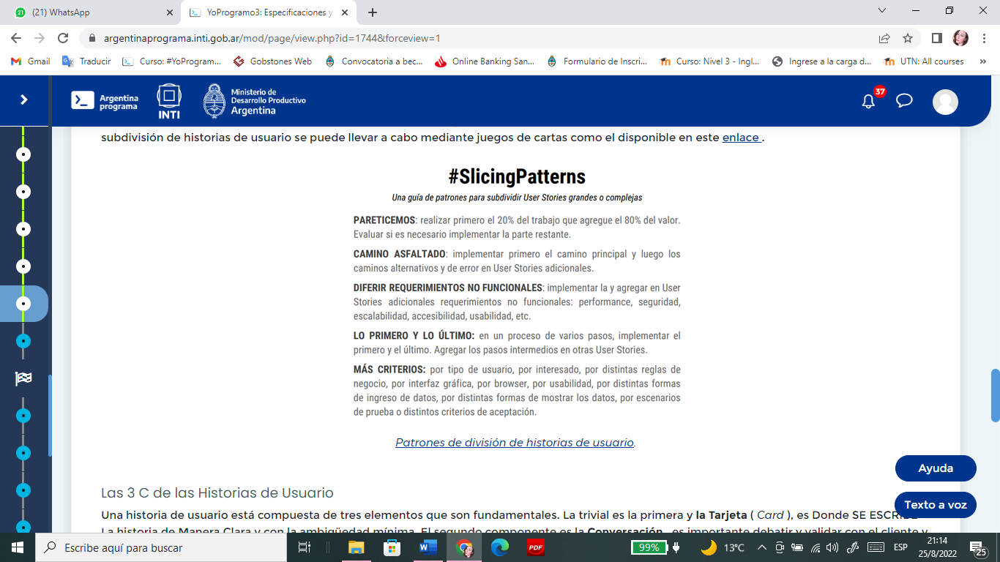 (21) WhatsApp
YoProgramo3: Especificaciones y
argentinaprograma.inti.gob.ar/mod/page/view.php?id=1744&forceview=1
Gmail
Traducir
Curso: #YoProgram...
Gobstones Web
Convocatoria a bec...
Online Banking San...
Formulario de Inscri...
Curso: Nivel 3 - Ingl...
Ingrese a la carga d...
UTN: All courses
»
Argentina
programa
INTI
Ministerio de
Desarrollo Productivo
Argentina
37
subdivisión de historias de usuario se puede llevar a cabo mediante juegos de cartas como el disponible en este enlace .
#SlicingPatterns
Una guía de patrones para subdividir User Stories grandes o complejas
PARETICEMOS: realizar primero el 20% del trabajo que agregue el 80% del valor.
Evaluar si es necesario implementar la parte restante.
CAMINO ASFALTADO: implementar primero el camino principal y luego los
caminos alternativos y de error en User Stories adicionales.
DIFERIR REQUERIMIENTOS NO FUNCIONALES: implementar la y agregar en User
Stories adicionales requerimientos no funcionales: performance, seguridad,
escalabilidad, accesibilidad, usabilidad, etc.
LO PRIMERO Y LO ÚLTIMO: en un proceso de varios pasos, implementar el
primero y el último. Agregar los pasos intermedios en otras User Stories.
MÁS CRITERIOS: por tipo de usuario, por interesado, por distintas reglas de
negocio, por interfaz gráfica, por browser, por usabilidad, por distintas formas
de ingreso de datos, por distintas formas de mostrar los datos, por escenarios
de prueba o distintos criterios de aceptación.
Patrones de división de historias de usuario.
Ayuda
Las 3 C de las Historias de Usuario
Texto a voz
Una historia de usuario está compuesta de tres elementos que son fundamentales. La trivial es la primera y la Tarjeta ( Card ), es Donde SE ESCRIBE
La historia de Manera Clara y con la ambigüedad mínima. El segundo componente es la Conversación , es importante debatir y validar con el cliente y
Escribe aquí para buscar
PDF
99%
13°C
ESP
21:14
25/8/2022
25